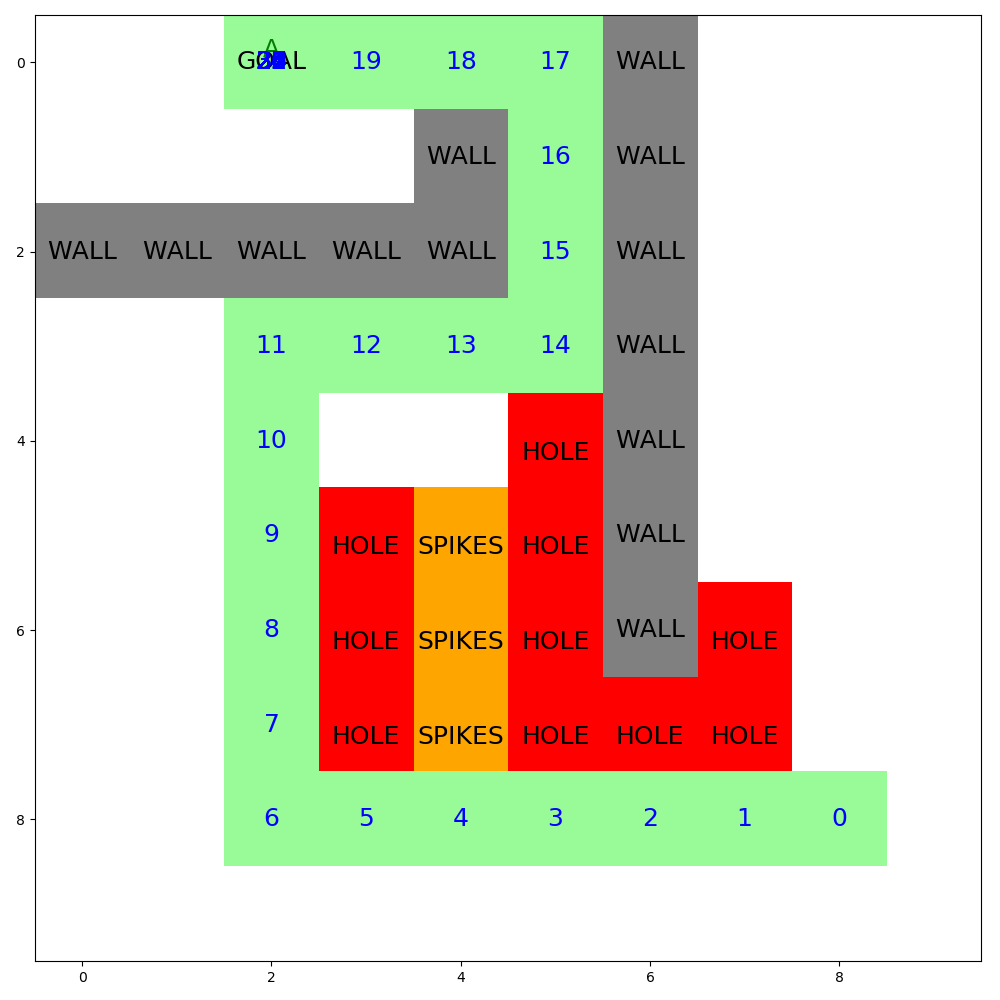 A
0 GOAL 19 18 17 WALL
WALL 16 WALL
2 WALL WALL WALL WALL WALL 15 WALL
11 12 13 14 WALL
4 10 HOLE WALL
9 HOLE SPIKES HOLE WALL
6 8 HOLE SPIKES HOLE WALL HOLE
7 HOLE SPIKES HOLE HOLE HOLE
8 6 5 4 3 2 1 0
0 2 4 6 8